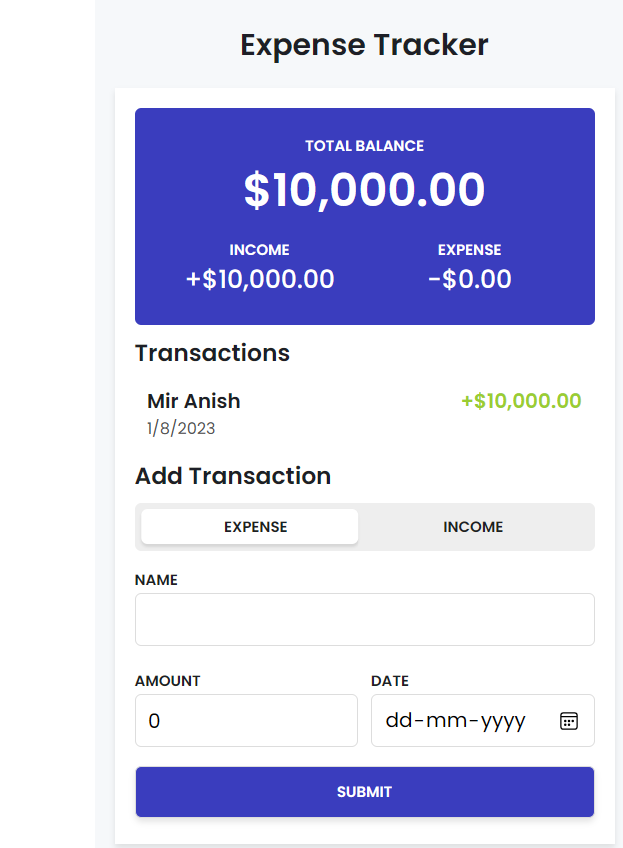 Expense Tracker
TOTAL BALANCE
$10,000.00
INCOME EXPENSE
+$10,000.00 -$0.00
Transactions
Mir Anish +$10,000.00
1/8/2023
Add Transaction
EXPENSE INCOME
NAME
AMOUNT DATE
0 dd-mm-yyyy
SUBMIT